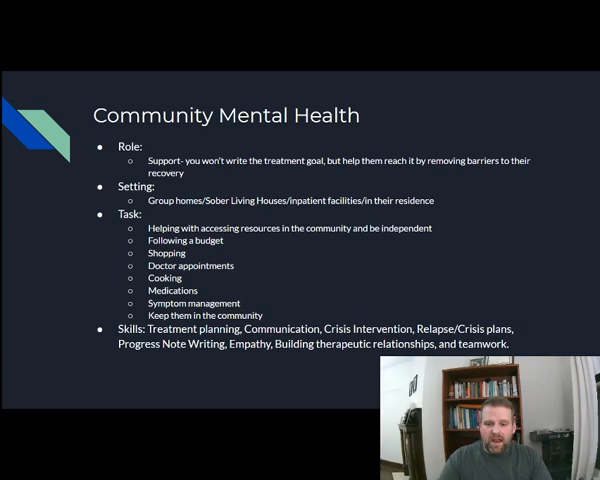 Community Mental Health
● Role:
○ Support- you won't write the treatment goal, but help them reach it by removing barriers to their
recovery
● Setting:
○ Group homes/Sober Living Houses/inpatient facilities/in their residence
● Task:
○ Helping with accessing resources in the community and be independent
○ Following a budget
○ Shopping
○ Doctor appointments
○ Cooking
○ Medications
○ Symptom management
○ Keep them in the community
● Skills: Treatment planning, Communication, Crisis Intervention, Relapse/Crisis plans,
Progress Note Writing, Empathy, Building therapeutic relationships, and teamwork.